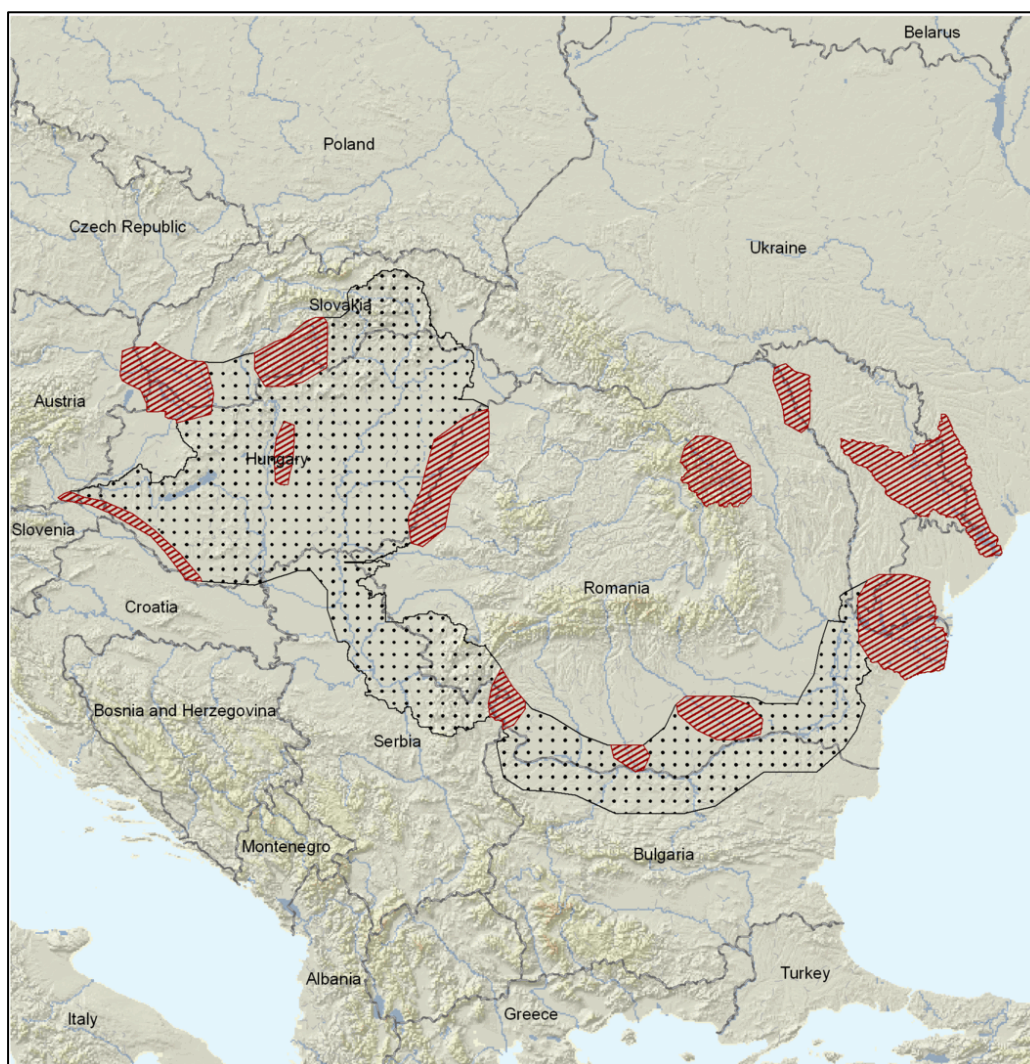 Belarus
Poland
Czech Republic
Ukraine
Slovakia
Austria
Hungary
Slovenia
Romania
Croatia
Bosnia and Herzegovina
Serbia
Montenegro
Bulgaria
Albania
Turkey
Greece
Italy